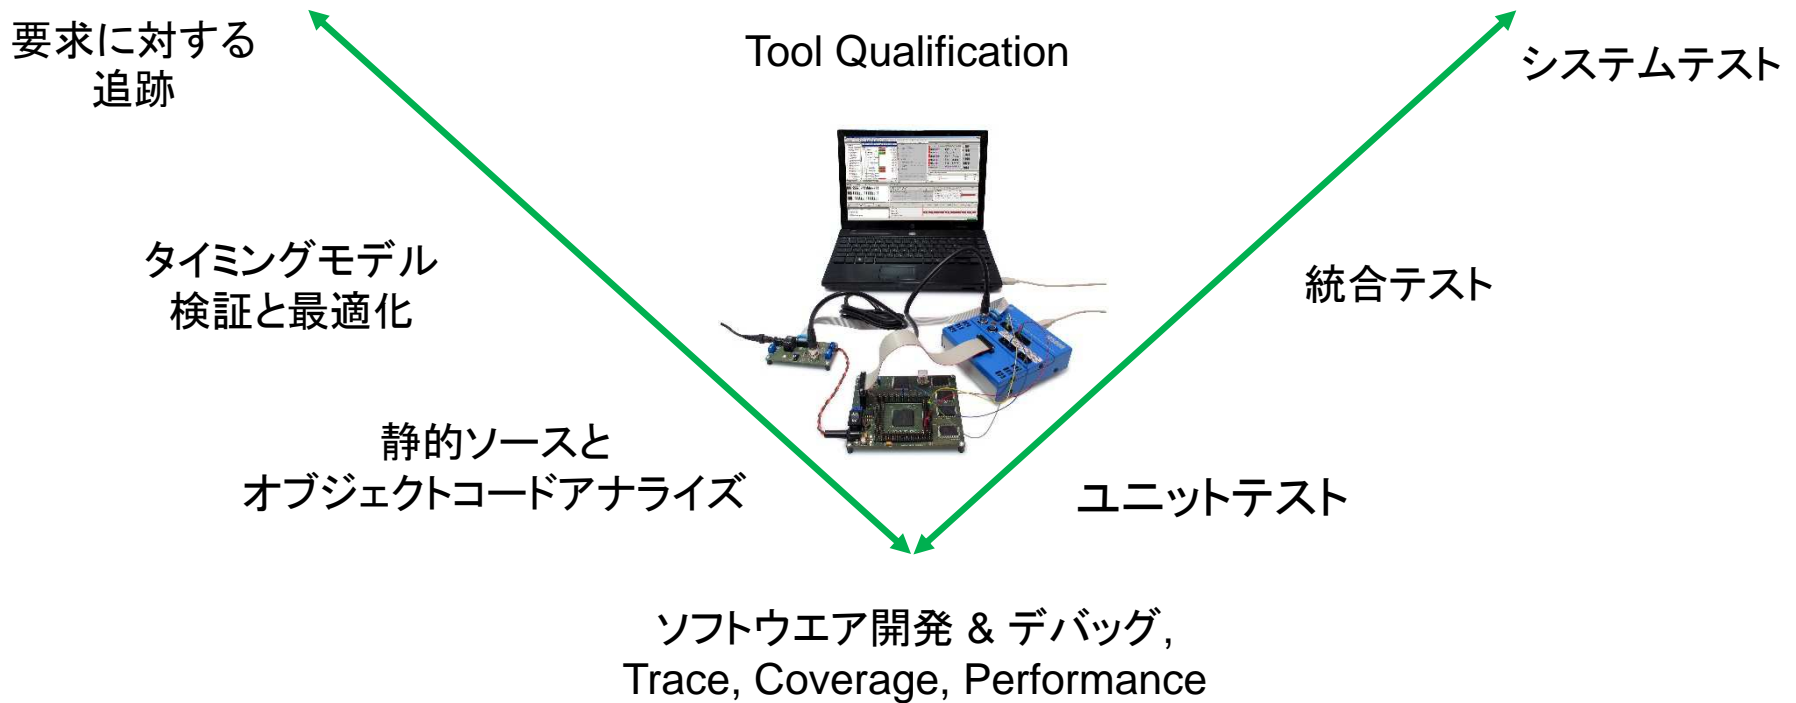 要求に対する
追跡
Tool Qualification
システムテスト
タイミングモデル
検証と最適化
統合テスト
静的ソースと
オブジェクトコードアナライズ
ユニットテスト
ソフトウエア開発 & デバッグ,
Trace, Coverage, Performance